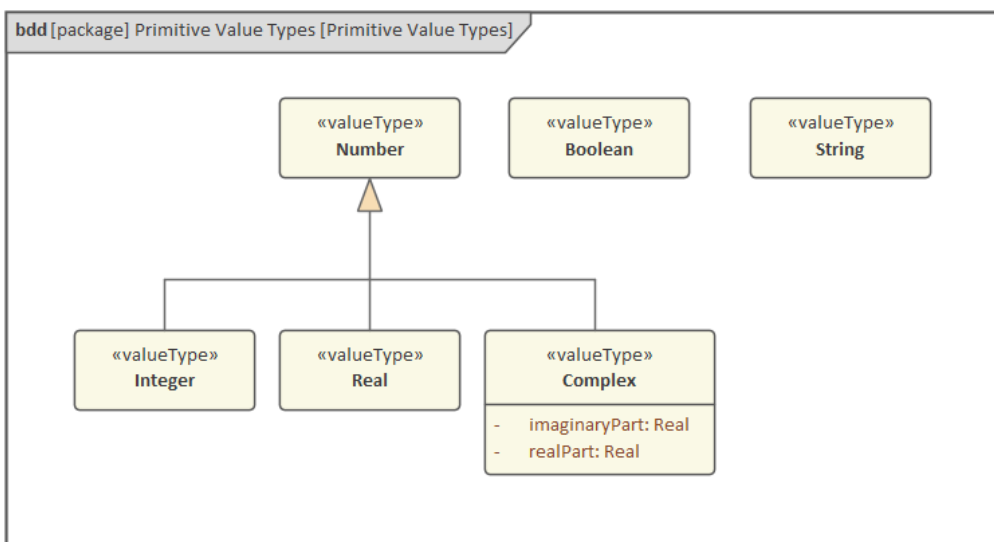 bdd [package] Primitive Value Types [Primitive Value Types]
«valueType»
Number
«valueType»
Boolean
«valueType»
String
«valueType»
Integer
«valueType»
Real
«valueType»
Complex
- imaginaryPart: Real
- realPart: Real